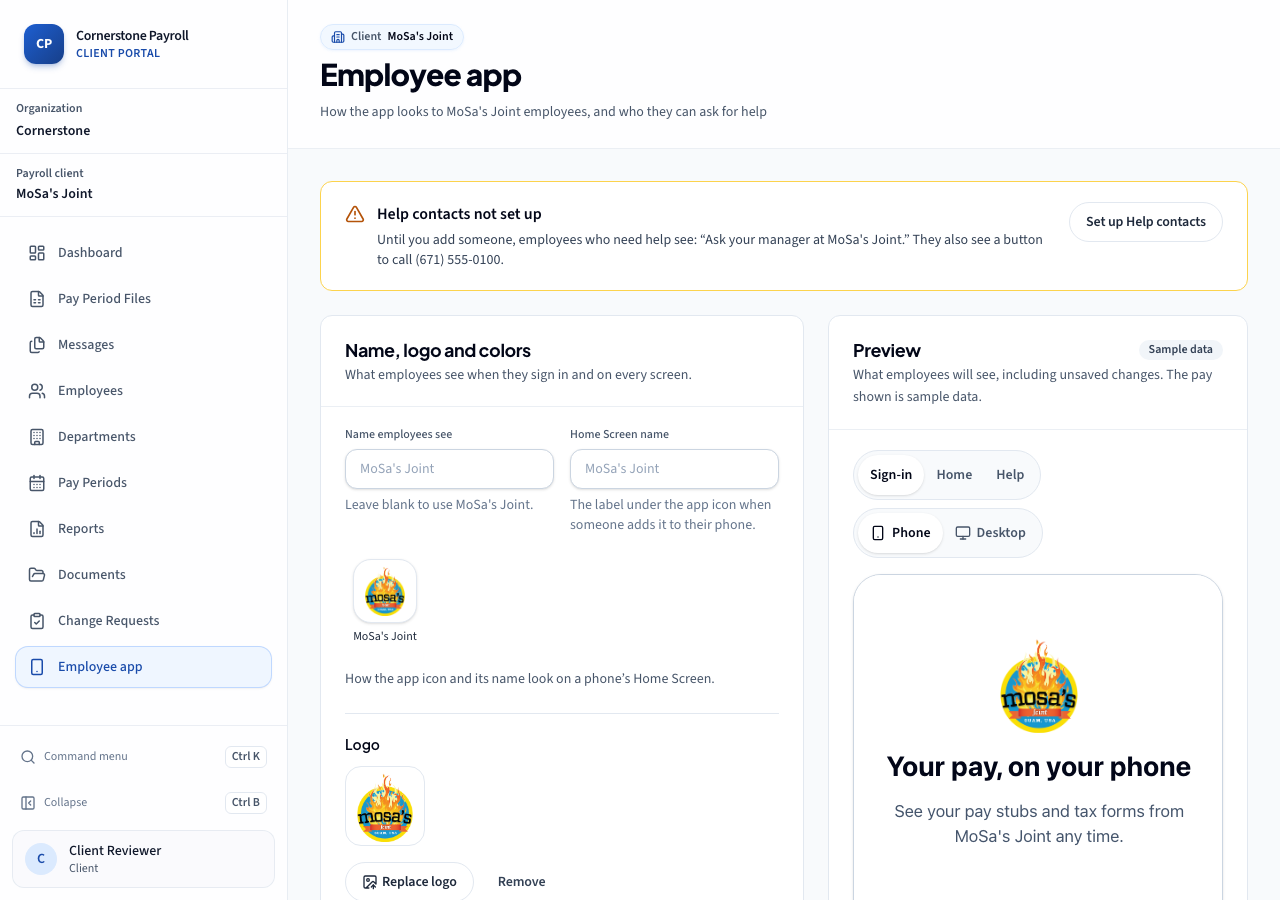 CP
Cornerstone Payroll
CLIENT PORTAL
Organization
Cornerstone
Payroll client
MoSa's Joint
Dashboard
Pay Period Files
Messages
Employees
Departments
Pay Periods
Reports
Documents
Change Requests
Employee app
Command menu
Ctrl K
Collapse
Ctrl B
C
Client Reviewer
Client
Client MoSa's Joint
Employee app
How the app looks to MoSa's Joint employees, and who they can ask for help
Help contacts not set up
Until you add someone, employees who need help see: “Ask your manager at MoSa's Joint.” They also see a button
to call (671) 555-0100.
Set up Help contacts
Name, logo and colors
What employees see when they sign in and on every screen.
Name employees see
MoSa's Joint
Leave blank to use MoSa's Joint.
Home Screen name
MoSa's Joint
The label under the app icon when
someone adds it to their phone.
mosa's
MoSa's Joint
How the app icon and its name look on a phone’s Home Screen.
Logo
mosa's
Joint
Replace logo
Remove
Preview
Sample data
What employees will see, including unsaved changes. The pay
shown is sample data.
Sign-in
Home
Help
Phone
Desktop
mosa's
Joint
GUAM, USA
Your pay, on your phone
See your pay stubs and tax forms from
MoSa's Joint any time.